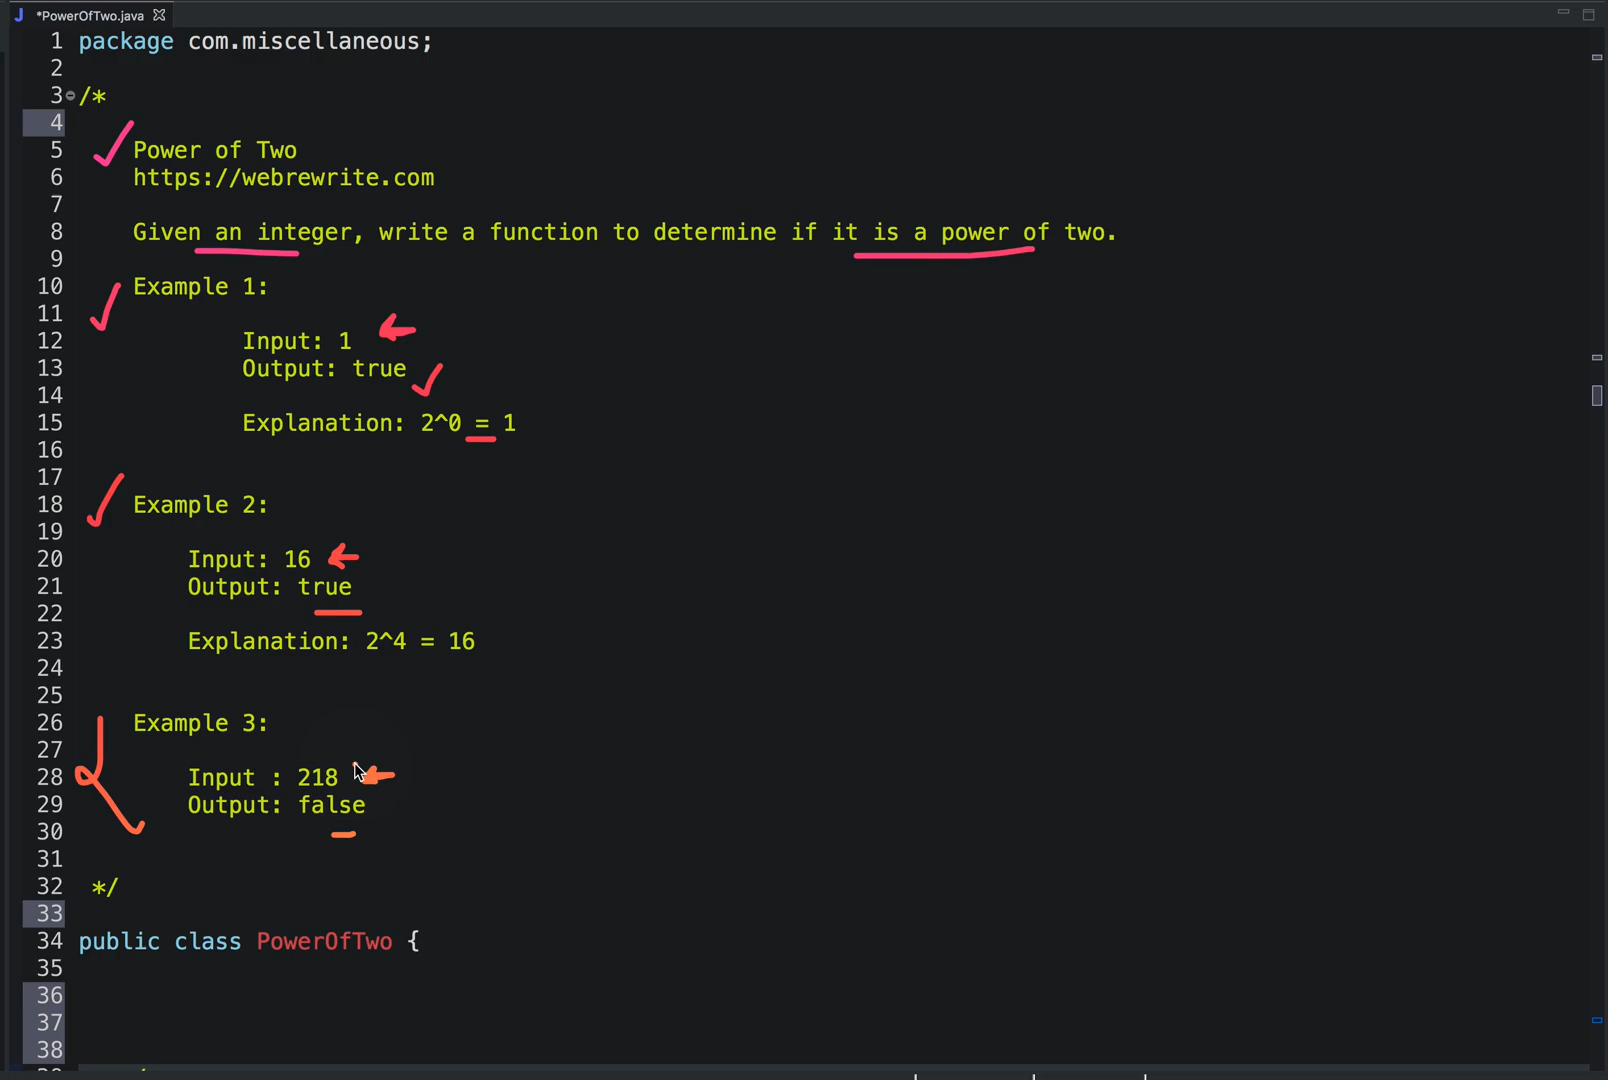 *PowerOfTwo.java
1 package com.miscellaneous;
2
3 /*
4
5 Power of Two
6 https://webrewrite.com
7
8 Given an integer, write a function to determine if it is a power of two.
9
10 Example 1:
11
12 Input: 1
13 Output: true
14
15 Explanation: 2^0 = 1
16
17
18 Example 2:
19
20 Input: 16
21 Output: true
22
23 Explanation: 2^4 = 16
24
25
26 Example 3:
27
28 Input : 218
29 Output: false
30
31
32 */
33
34 public class PowerOfTwo {
35
36
37
38